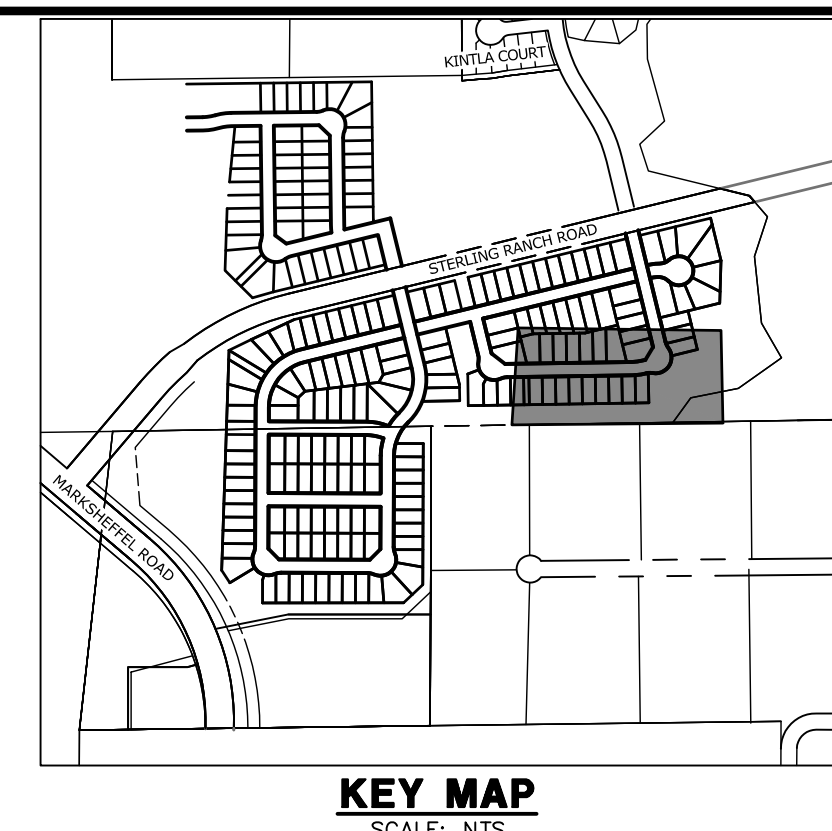 KINTLA COURT
STERLING RANCH ROAD
MARKSHEFFEL ROAD
KEY MAP
SCALE: NTS